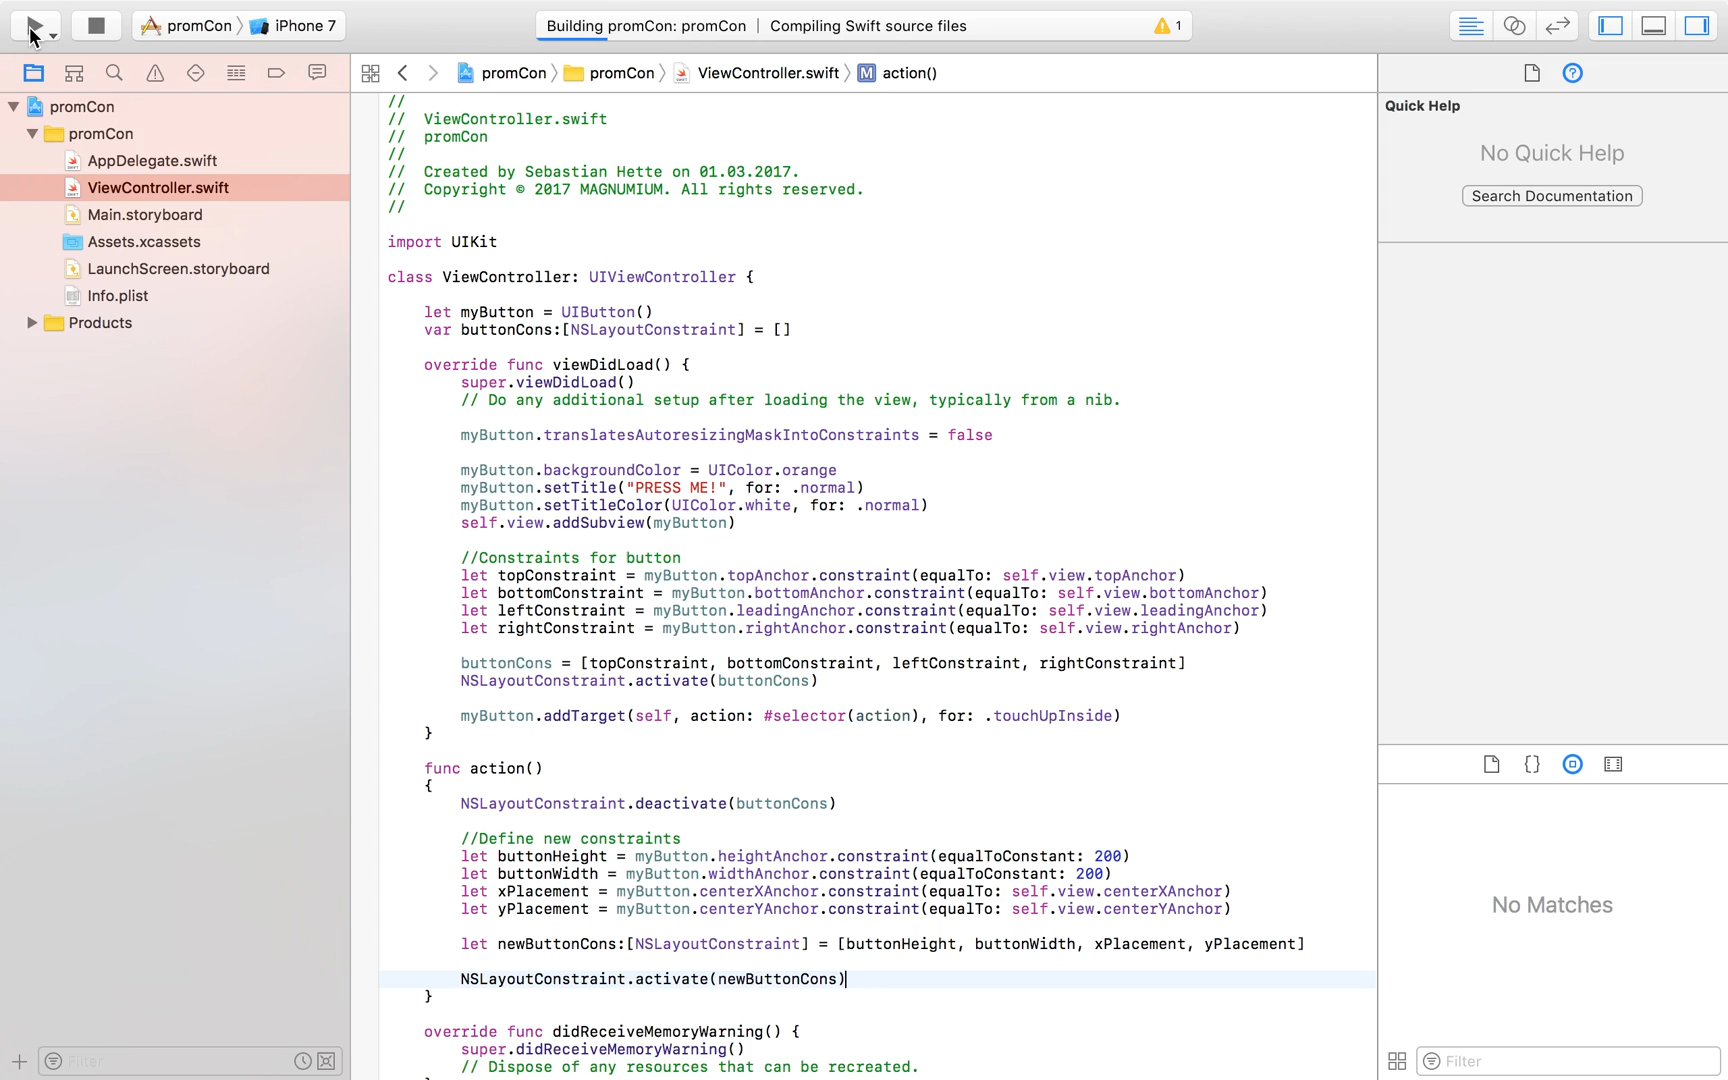 promCon iPhone 7
Building promCon: promCon | Compiling Swift source files 1
promCon promCon ViewController.swift M action()
promCon
promCon
AppDelegate.swift
ViewController.swift
Main.storyboard
Assets.xcassets
LaunchScreen.storyboard
Info.plist
Products
Filter
//
// ViewController.swift
// promCon
//
// Created by Sebastian Hette on 01.03.2017.
// Copyright © 2017 MAGNUMIUM. All rights reserved.
//
import UIKit
class ViewController: UIViewController {
let myButton = UIButton()
var buttonCons:[NSLayoutConstraint] = []
override func viewDidLoad() {
super.viewDidLoad()
// Do any additional setup after loading the view, typically from a nib.
myButton.translatesAutoresizingMaskIntoConstraints = false
myButton.backgroundColor = UIColor.orange
myButton.setTitle("PRESS ME!", for: .normal)
myButton.setTitleColor(UIColor.white, for: .normal)
self.view.addSubview(myButton)
//Constraints for button
let topConstraint = myButton.topAnchor.constraint(equalTo: self.view.topAnchor)
let bottomConstraint = myButton.bottomAnchor.constraint(equalTo: self.view.bottomAnchor)
let leftConstraint = myButton.leadingAnchor.constraint(equalTo: self.view.leadingAnchor)
let rightConstraint = myButton.rightAnchor.constraint(equalTo: self.view.rightAnchor)
buttonCons = [topConstraint, bottomConstraint, leftConstraint, rightConstraint]
NSLayoutConstraint.activate(buttonCons)
myButton.addTarget(self, action: #selector(action), for: .touchUpInside)
}
func action()
{
NSLayoutConstraint.deactivate(buttonCons)
//Define new constraints
let buttonHeight = myButton.heightAnchor.constraint(equalToConstant: 200)
let buttonWidth = myButton.widthAnchor.constraint(equalToConstant: 200)
let xPlacement = myButton.centerXAnchor.constraint(equalTo: self.view.centerXAnchor)
let yPlacement = myButton.centerYAnchor.constraint(equalTo: self.view.centerYAnchor)
let newButtonCons:[NSLayoutConstraint] = [buttonHeight, buttonWidth, xPlacement, yPlacement]
NSLayoutConstraint.activate(newButtonCons)
}
override func didReceiveMemoryWarning() {
super.didReceiveMemoryWarning()
// Dispose of any resources that can be recreated.
Quick Help
No Quick Help
Search Documentation
No Matches
Filter